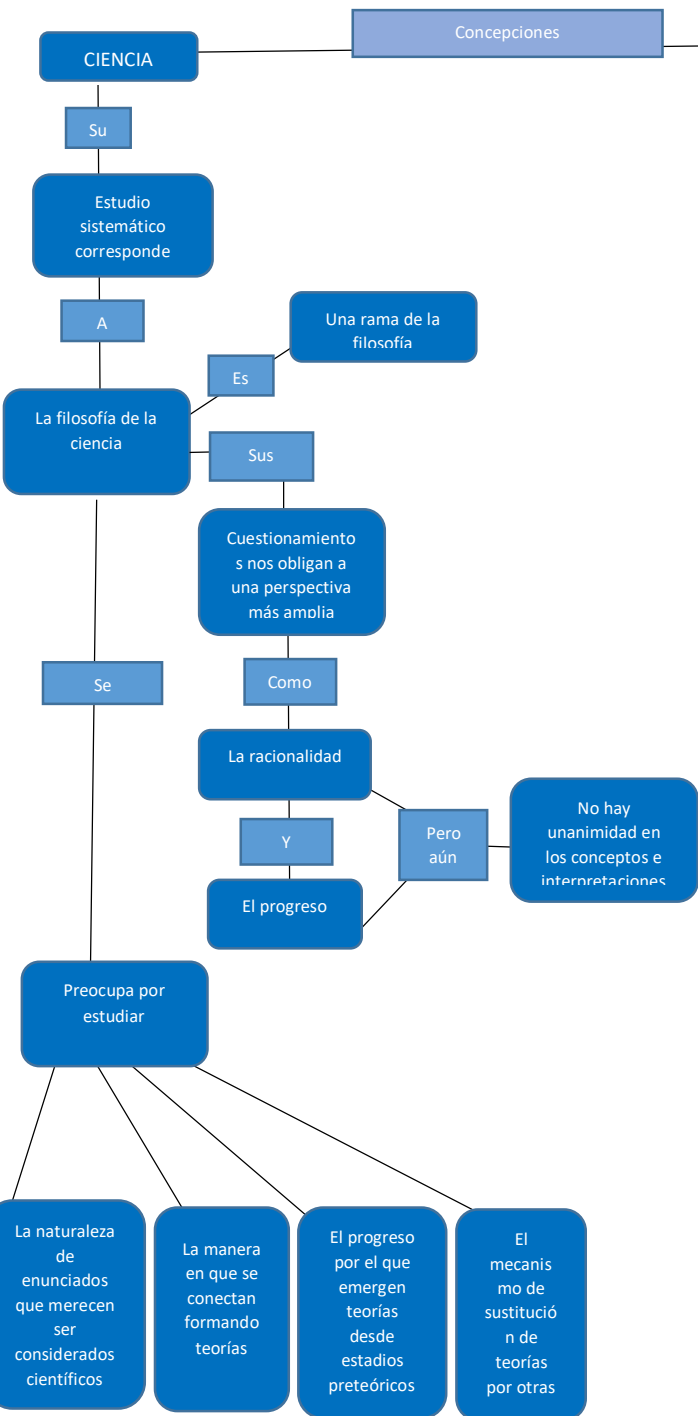 Concepciones
CIENCIA
Su
Estudio
sistemático
corresponde
A
Una rama de la
filosofía
Es
La filosofía de la
ciencia
Sus
Cuestionamiento
s nos obligan a
una perspectiva
más amplia
Se
Como
La racionalidad
Y
Pero
aún
No hay
unanimidad en
los conceptos e
interpretaciones
El progreso
Preocupa por
estudiar
La naturaleza
de
enunciados
que merecen
ser
considerados
científicos
La manera
en que se
conectan
formando
teorías
El progreso
por el que
emergen
teorías
desde
estadios
preteóricos
El
mecanis
mo de
sustitució
n de
teorías
por otras